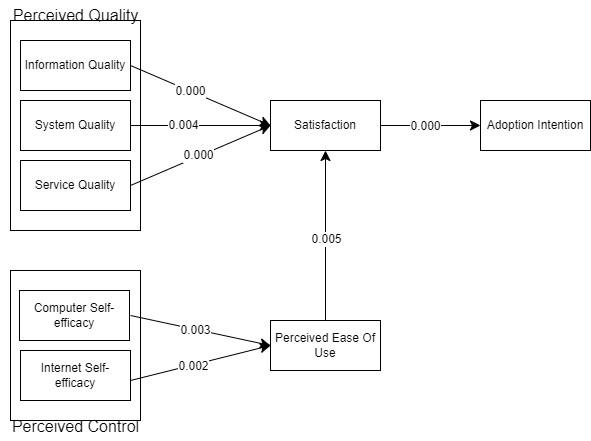 Perceived Quality
Information Quality
0.000
System Quality
0.004
Satisfaction
0.000
Adoption Intention
0.000
Service Quality
0.005
Computer Self-
efficacy
0.003
Perceived Ease Of
Use
0.002
Internet Self-
efficacy
Perceived Control